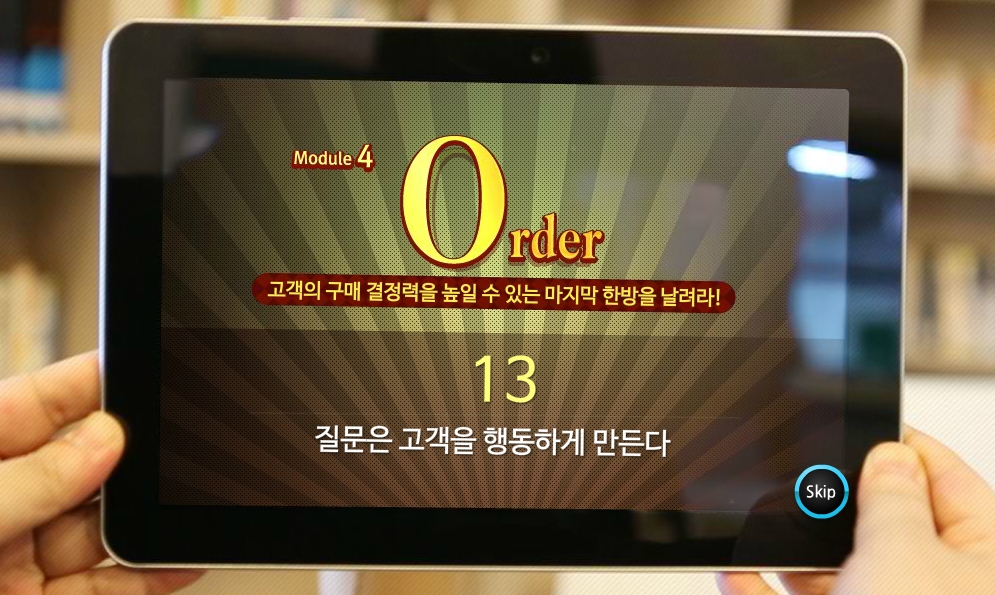 Module 4
Order
고객의 구매 결정력을 높일 수 있는 마지막 한방을 날려라!
13
질문은 고객을 행동하게 만든다
Skip